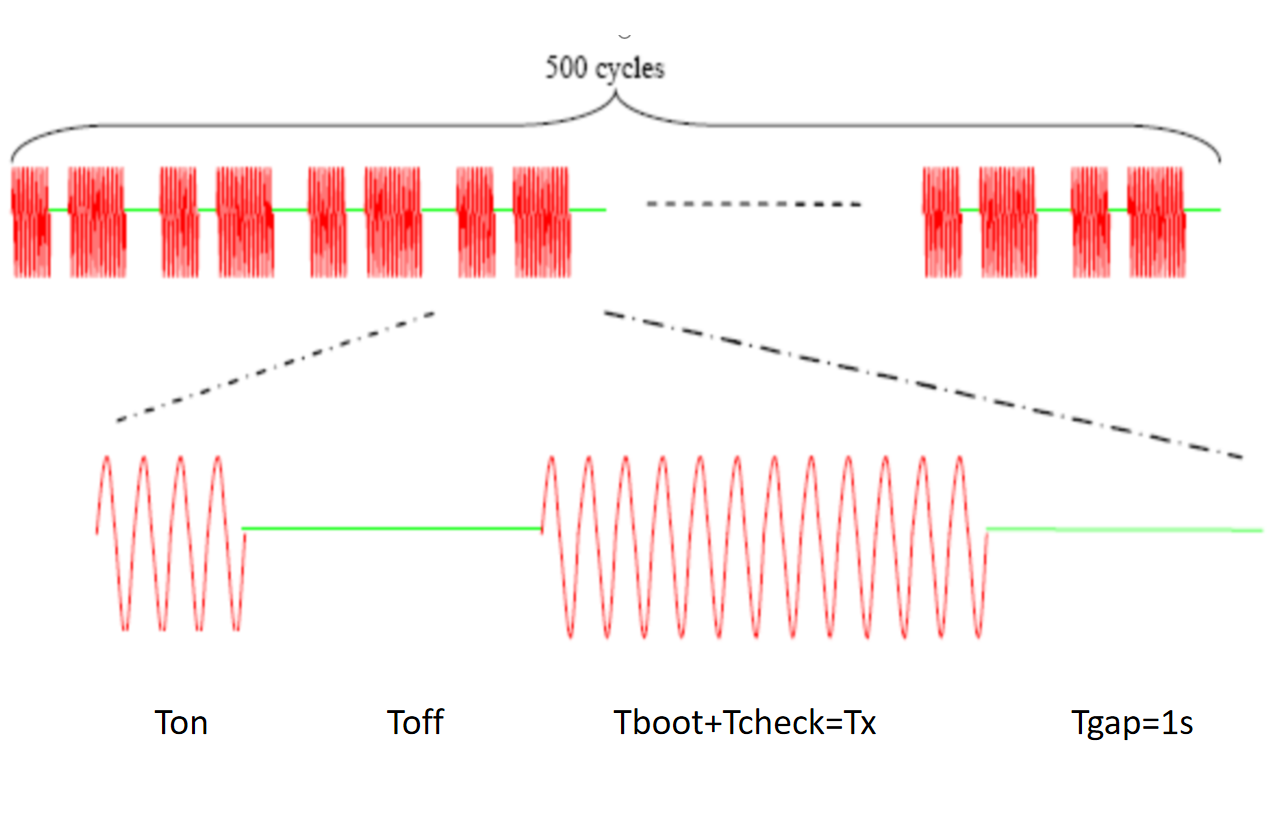 500 cycles
Ton
Toff
Tboot+Tcheck=Tx
Tgap=1s